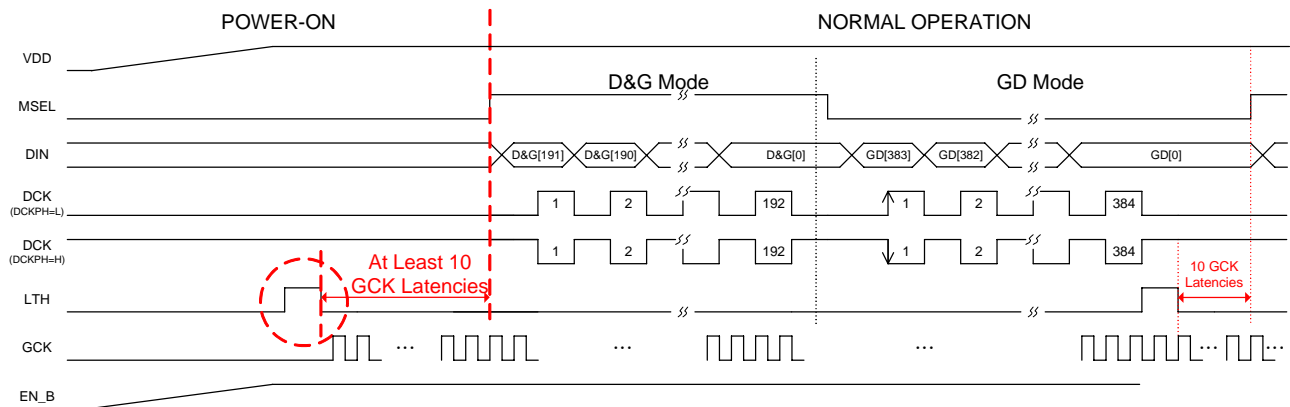 POWER-ON
NORMAL OPERATION
VDD
D&G Mode
GD Mode
MSEL
DIN
D&G[191]
D&G[190]
D&G[0]
GD[383]
GD[382]
GD[0]
DCK
(DCKPH=L)
1
2
192
1
2
384
DCK
(DCKPH=H)
1
2
192
1
2
384
At Least 10
GCK Latencies
10 GCK
Latencies
LTH
GCK
...
...
...
...
...
EN_B